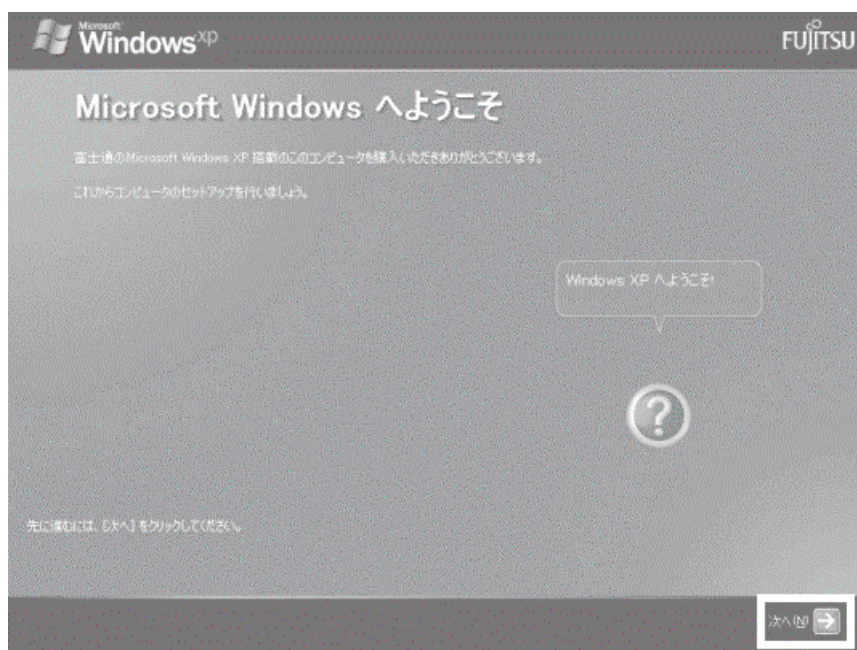 Microsoft
Windows xp
FUJITSU
Microsoft Windows へようこそ
富士通のMicrosoft Windows XP 搭載のこのコンピュータを購入いただきありがとうございます。
これからコンピュータのセットアップを行いましょう。
Windows XP へようこそ!
?
先に進むには、[次へ] をクリックしてください。
次へ(N)